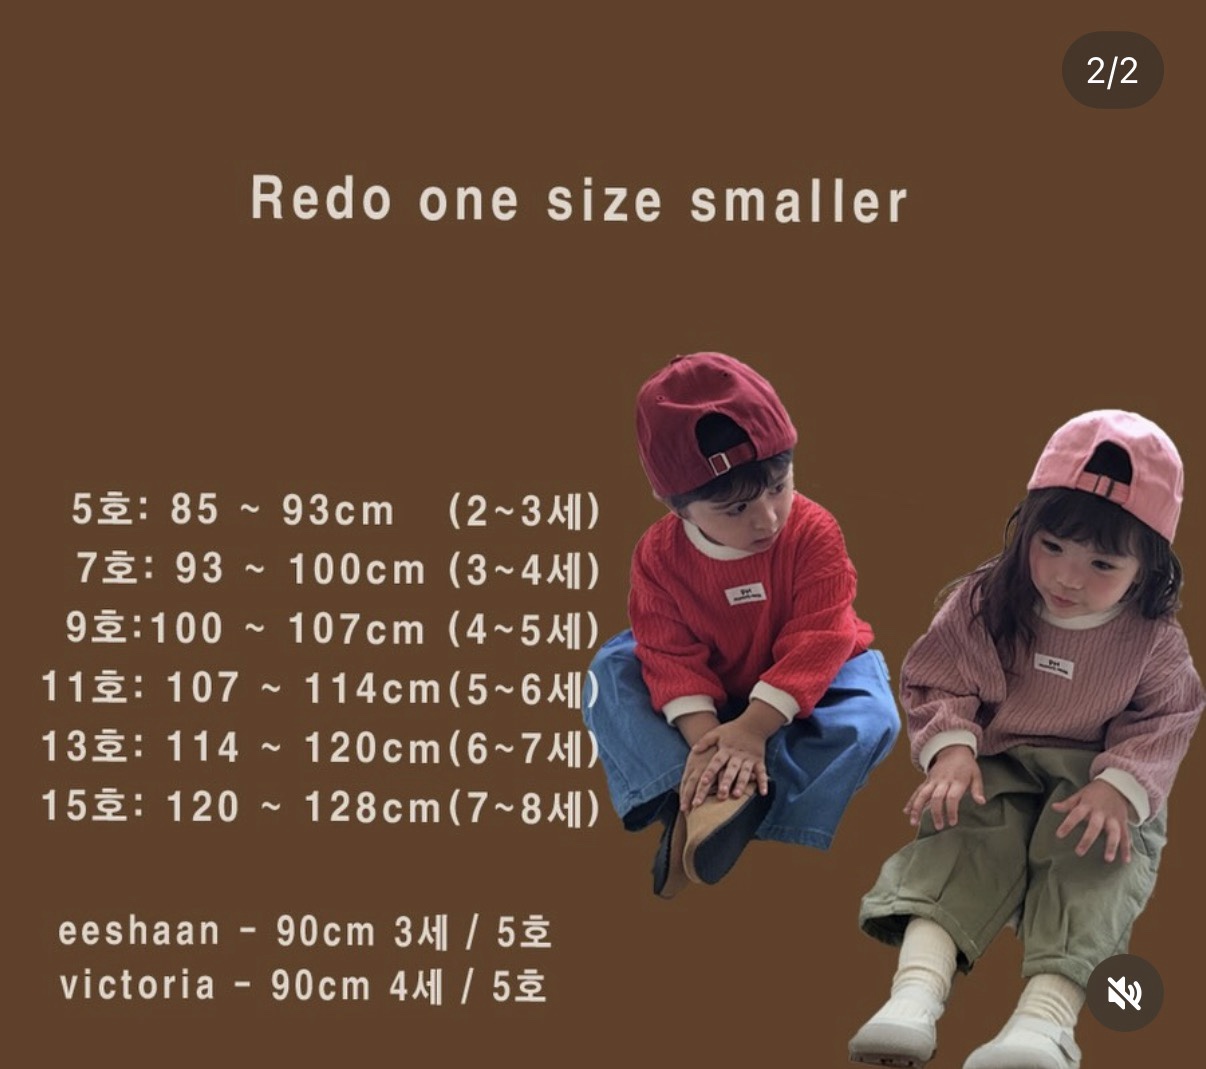 2/2
Redo one size smaller
5호: 85 ~ 93cm (2~3세)
7호: 93 ~ 100cm (3~4세)
9호:100 ~ 107cm (4~5세)
11호: 107 ~ 114cm(5~6세)
13호: 114 ~ 120cm(6~7세)
15호: 120 ~ 128cm(7~8세)
eeshaan - 90cm 3세 / 5호
victoria - 90cm 4세 / 5호